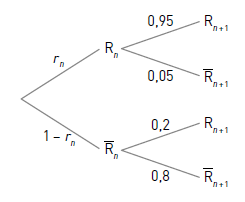 0,95 Rₙ₊₁
rₙ Rₙ
0,05 R̅ₙ₊₁
0,2 Rₙ₊₁
1 – rₙ R̅ₙ
0,8 R̅ₙ₊₁